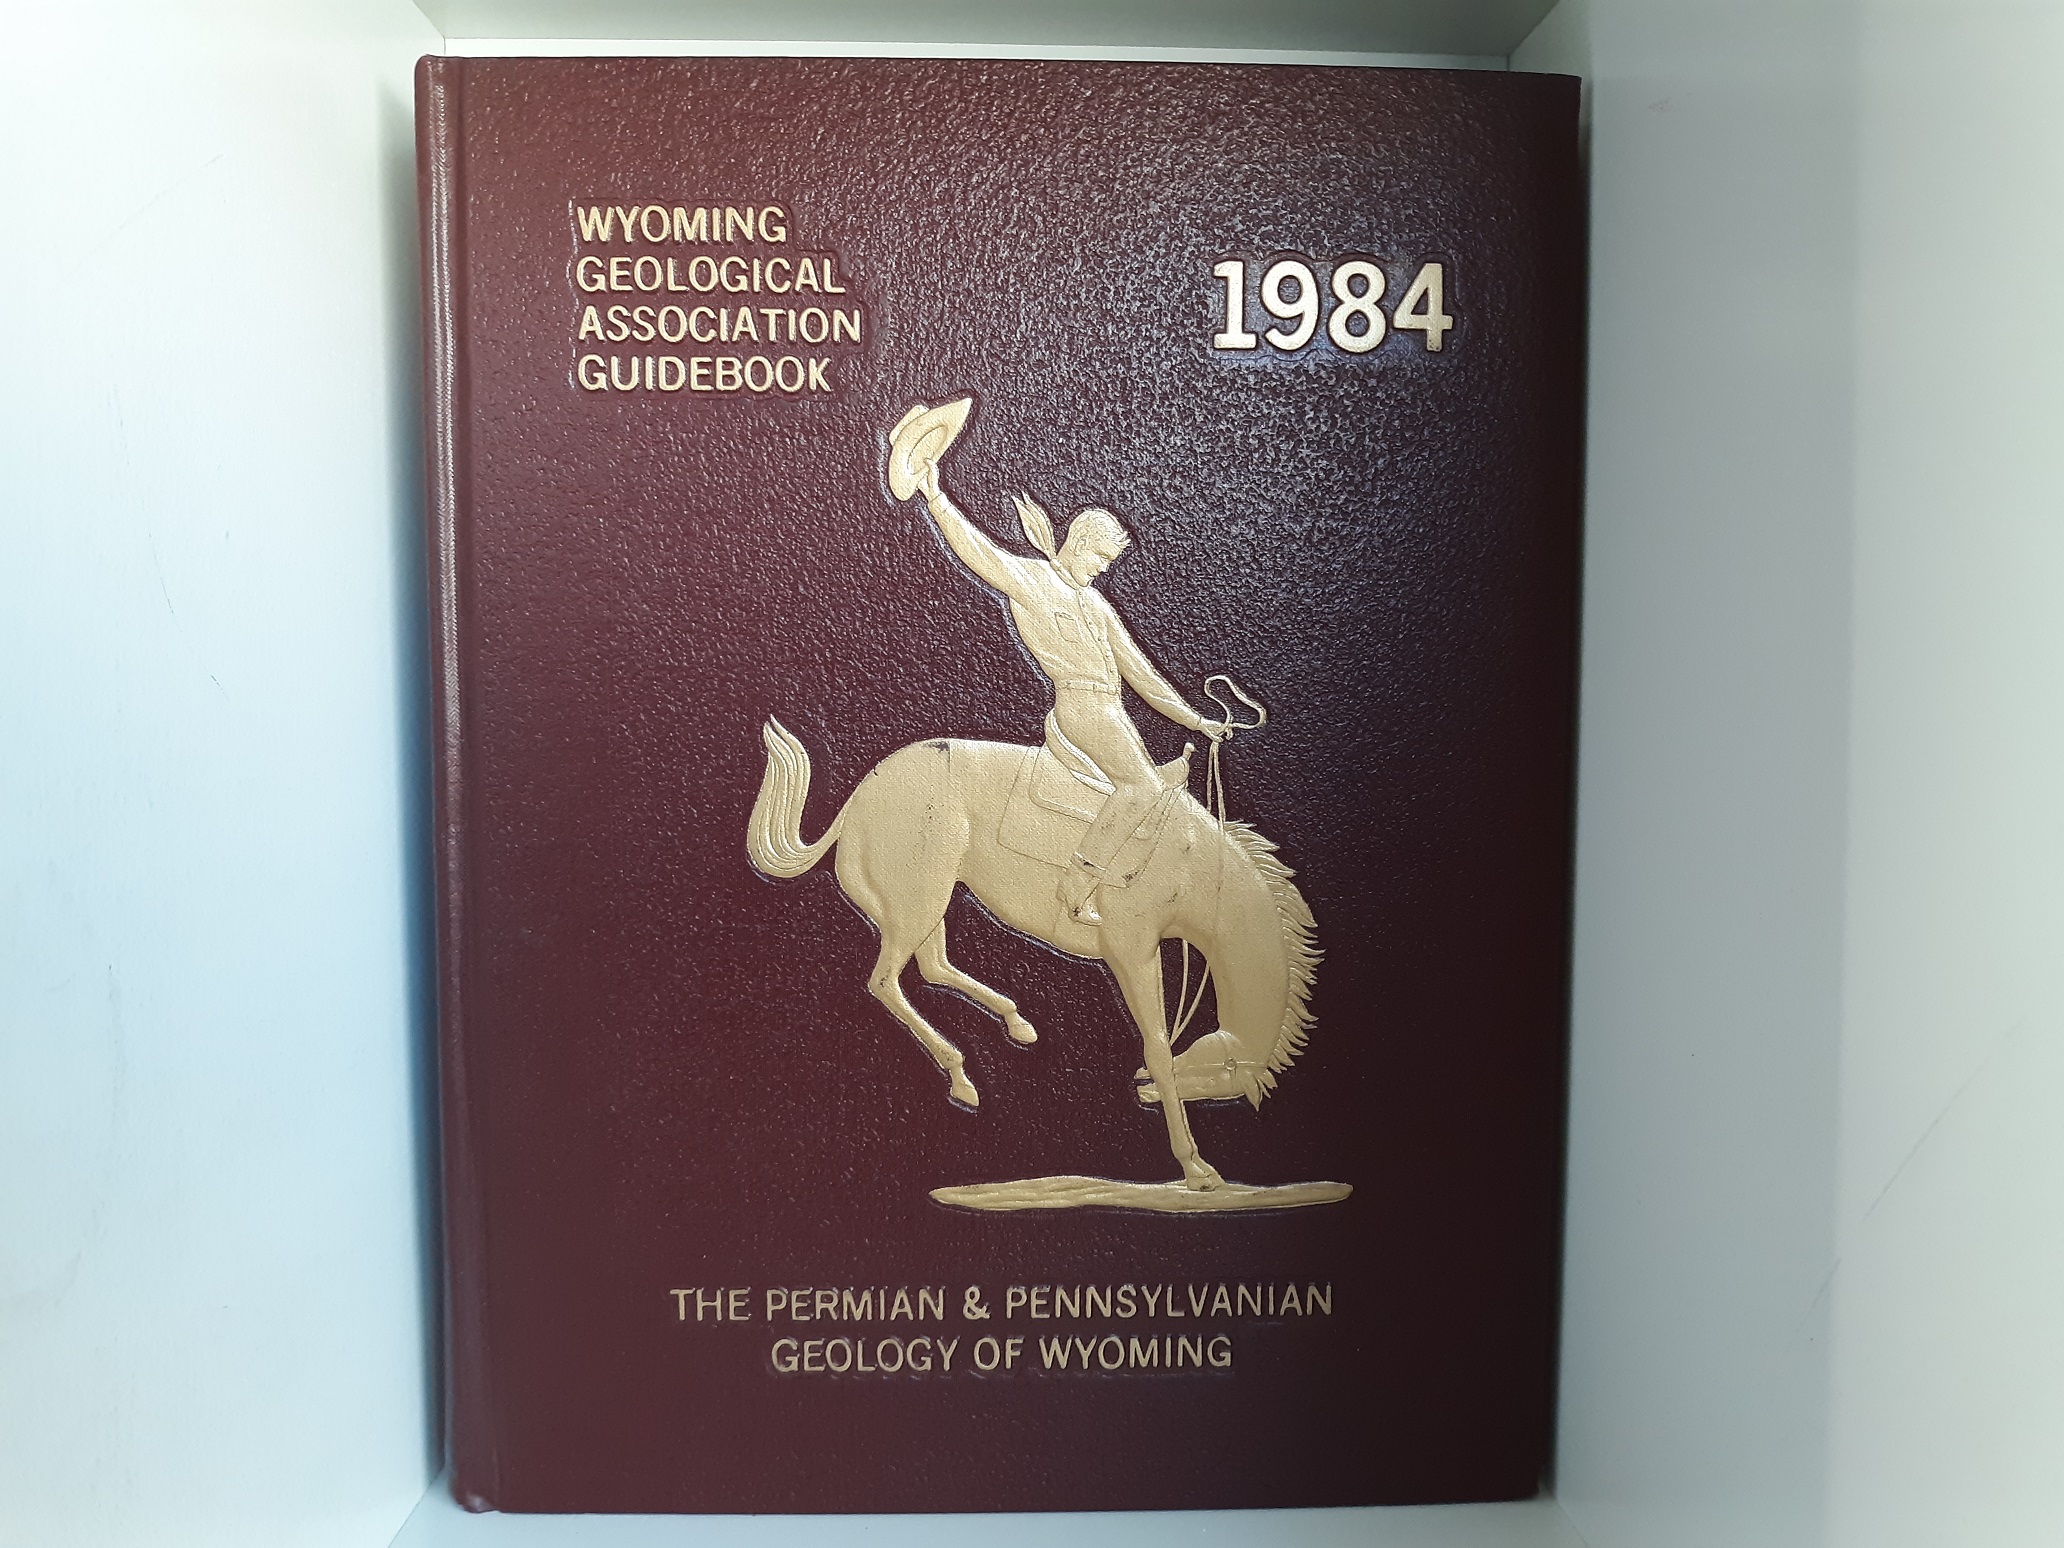 WYOMING
GEOLOGICAL
ASSOCIATION
GUIDEBOOK
1984
THE PERMIAN & PENNSYLVANIAN
GEOLOGY OF WYOMING